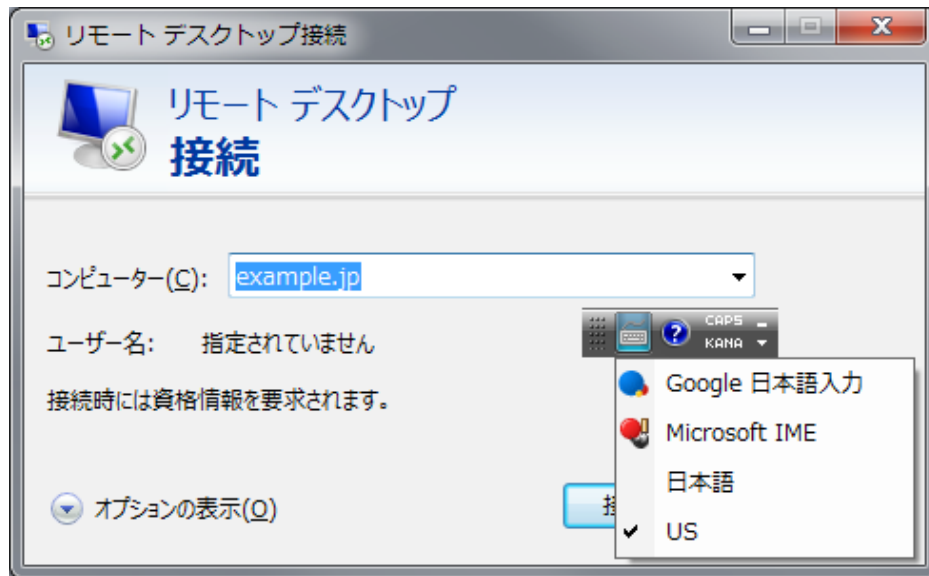 リモート デスクトップ接続
リモート デスクトップ
接続
コンピューター(C): example.jp
ユーザー名: 指定されていません
CAPS
KANA
接続時には資格情報を要求されます。
Google 日本語入力
Microsoft IME
日本語
US
オプションの表示(O)